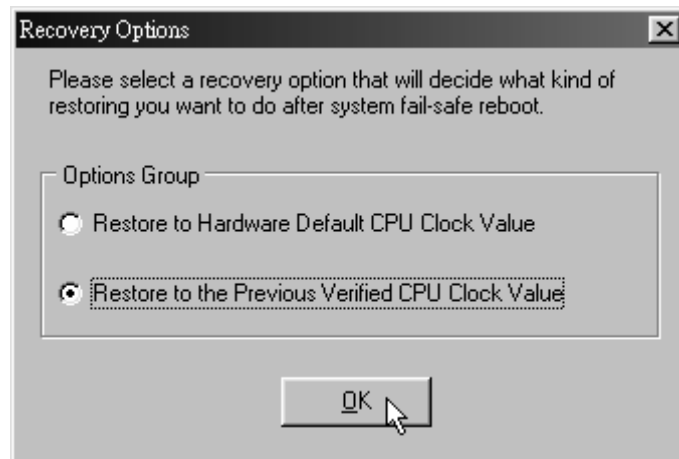 Recovery Options
Please select a recovery option that will decide what kind of
restoring you want to do after system fail-safe reboot.
Options Group
Restore to Hardware Default CPU Clock Value
Restore to the Previous Verified CPU Clock Value
OK